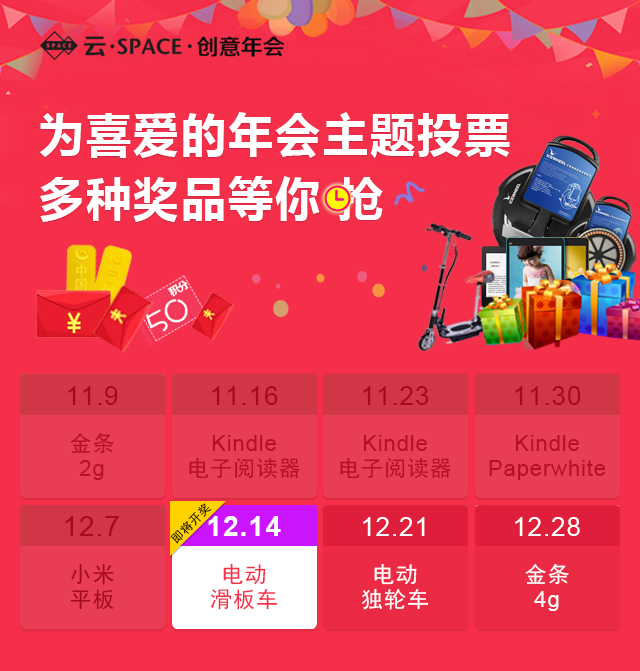 SPACE 云·SPACE·创意年会
为喜爱的年会主题投票
多种奖品等你 抢
中国
¥
积分
50
11.9
金条
2g
11.16
Kindle
电子阅读器
11.23
Kindle
电子阅读器
11.30
Kindle
Paperwhite
12.7
小米
平板
即将开奖
12.14
电动
滑板车
12.21
电动
独轮车
12.28
金条
4g